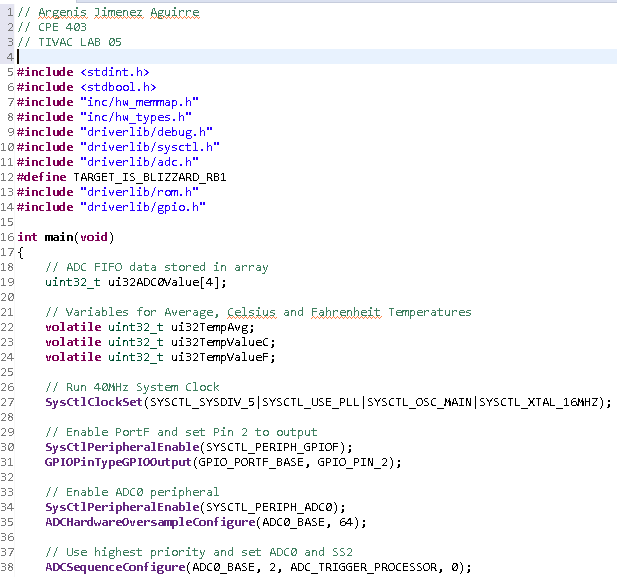 1 // Argenis Jimenez Aguirre
2 // CPE 403
3 // TIVAC LAB 05
4
5 #include <stdint.h>
6 #include <stdbool.h>
7 #include "inc/hw_memmap.h"
8 #include "inc/hw_types.h"
9 #include "driverlib/debug.h"
10 #include "driverlib/sysctl.h"
11 #include "driverlib/adc.h"
12 #define TARGET_IS_BLIZZARD_RB1
13 #include "driverlib/rom.h"
14 #include "driverlib/gpio.h"
15
16 int main(void)
17 {
18     // ADC FIFO data stored in array
19     uint32_t ui32ADC0Value[4];
20
21     // Variables for Average, Celsius and Fahrenheit Temperatures
22     volatile uint32_t ui32TempAvg;
23     volatile uint32_t ui32TempValueC;
24     volatile uint32_t ui32TempValueF;
25
26     // Run 40MHz System Clock
27     SysCtlClockSet(SYSCTL_SYSDIV_5|SYSCTL_USE_PLL|SYSCTL_OSC_MAIN|SYSCTL_XTAL_16MHZ);
28
29     // Enable PortF and set Pin 2 to output
30     SysCtlPeripheralEnable(SYSCTL_PERIPH_GPIOF);
31     GPIOPinTypeGPIOOutput(GPIO_PORTF_BASE, GPIO_PIN_2);
32
33     // Enable ADC0 peripheral
34     SysCtlPeripheralEnable(SYSCTL_PERIPH_ADC0);
35     ADCHardwareOversampleConfigure(ADC0_BASE, 64);
36
37     // Use highest priority and set ADC0 and SS2
38     ADCSequenceConfigure(ADC0_BASE, 2, ADC_TRIGGER_PROCESSOR, 0);